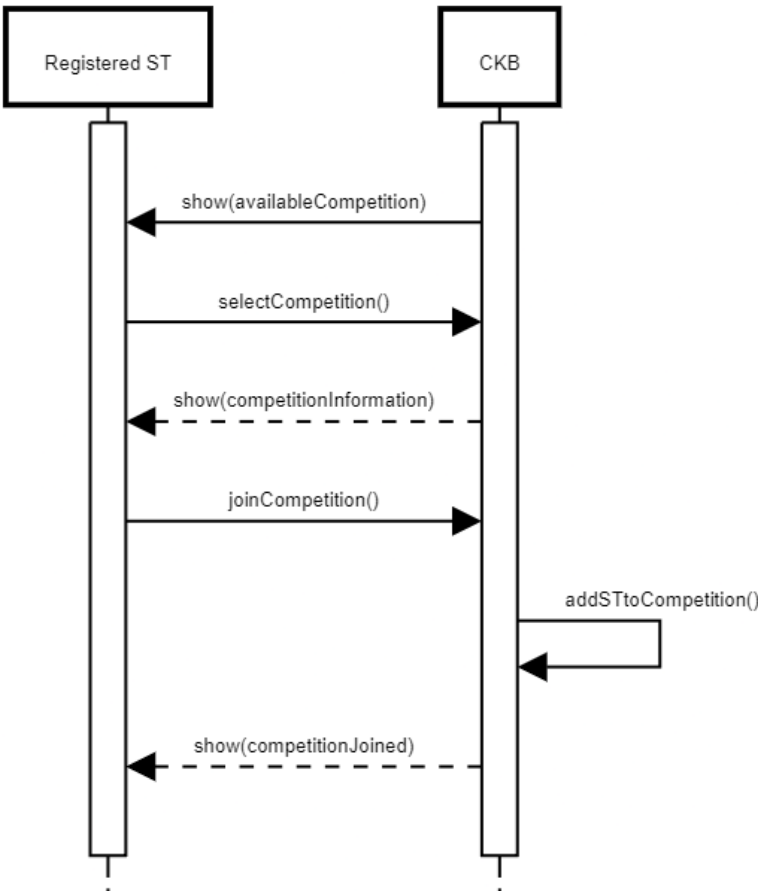 Registered ST
CKB
show(availableCompetition)
selectCompetition()
show(competitionInformation)
joinCompetition()
addSTtoCompetition()
show(competitionJoined)